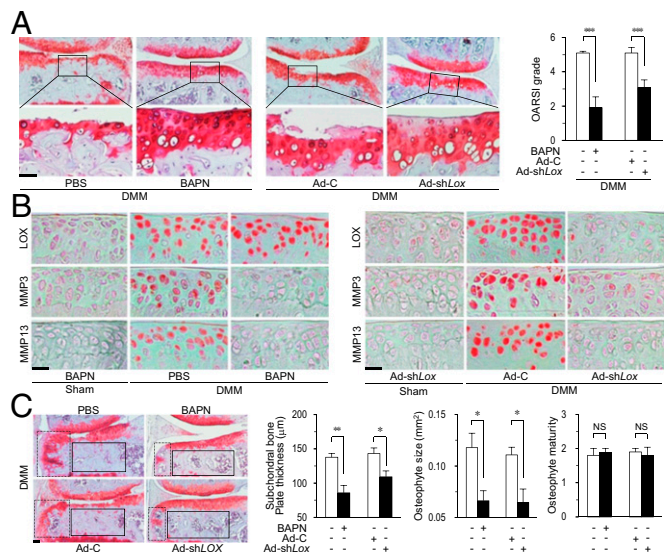 A
PBS
BAPN
DMM
Ad-C
Ad-shLox
DMM
OARSI grade
6
4
2
0
***
***
BAPN - + - -
Ad-C - - + -
Ad-shLox - - - +
DMM
B
LOX
MMP3
MMP13
BAPN
PBS
BAPN
Sham
DMM
LOX
MMP3
MMP13
Ad-shLox
Ad-C
Ad-shLox
Sham
DMM
C
PBS
BAPN
DMM
Ad-C
Ad-shLOX
Subchondral bone
Plate thickness (μm)
200
150
100
50
0
**
*
BAPN - + - -
Ad-C - - + -
Ad-shLox - - - +
Osteophyte size (mm²)
0.15
0.10
0.05
*
*
- + - -
- - + -
- - - +
Osteophyte maturity
3
2
1
0
NS
NS
- + - -
- - + -
- - - +